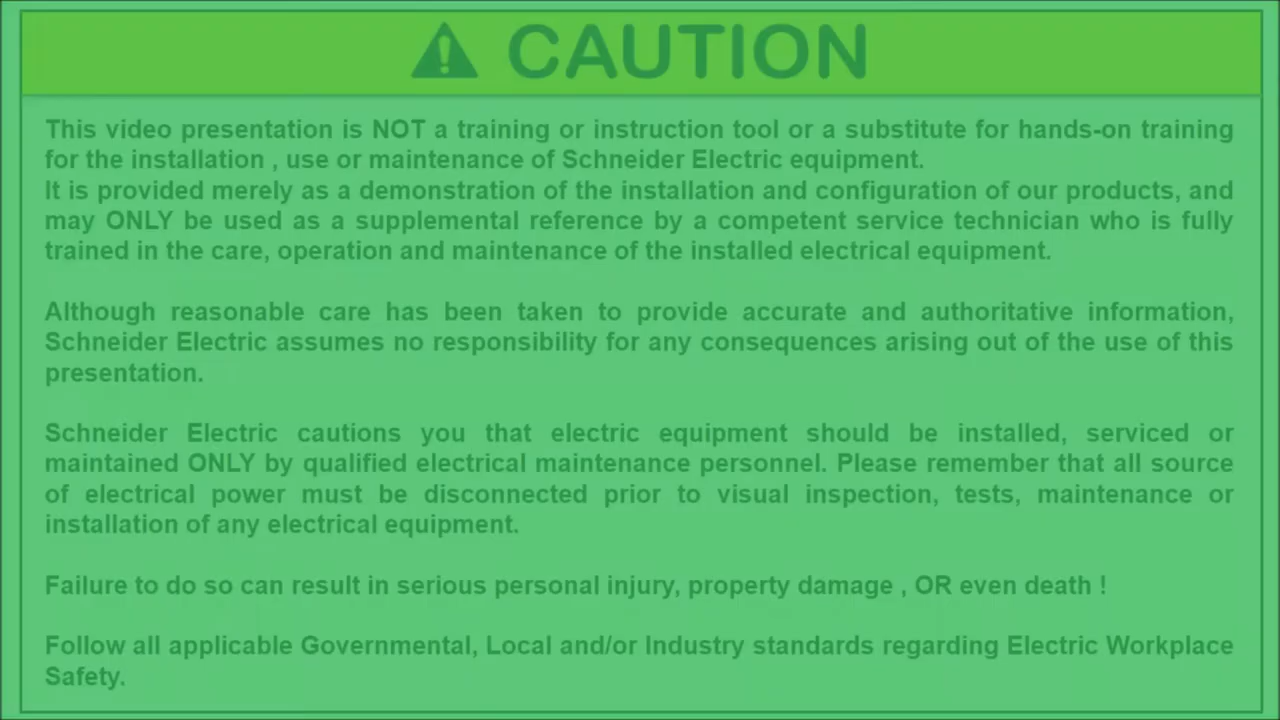 CAUTION
This video presentation is NOT a training or instruction tool or a substitute for hands-on training
for the installation , use or maintenance of Schneider Electric equipment.
It is provided merely as a demonstration of the installation and configuration of our products, and
may ONLY be used as a supplemental reference by a competent service technician who is fully
trained in the care, operation and maintenance of the installed electrical equipment.
Although reasonable care has been taken to provide accurate and authoritative information,
Schneider Electric assumes no responsibility for any consequences arising out of the use of this
presentation.
Schneider Electric cautions you that electric equipment should be installed, serviced or
maintained ONLY by qualified electrical maintenance personnel. Please remember that all source
of electrical power must be disconnected prior to visual inspection, tests, maintenance or
installation of any electrical equipment.
Failure to do so can result in serious personal injury, property damage , OR even death !
Follow all applicable Governmental, Local and/or Industry standards regarding Electric Workplace
Safety.